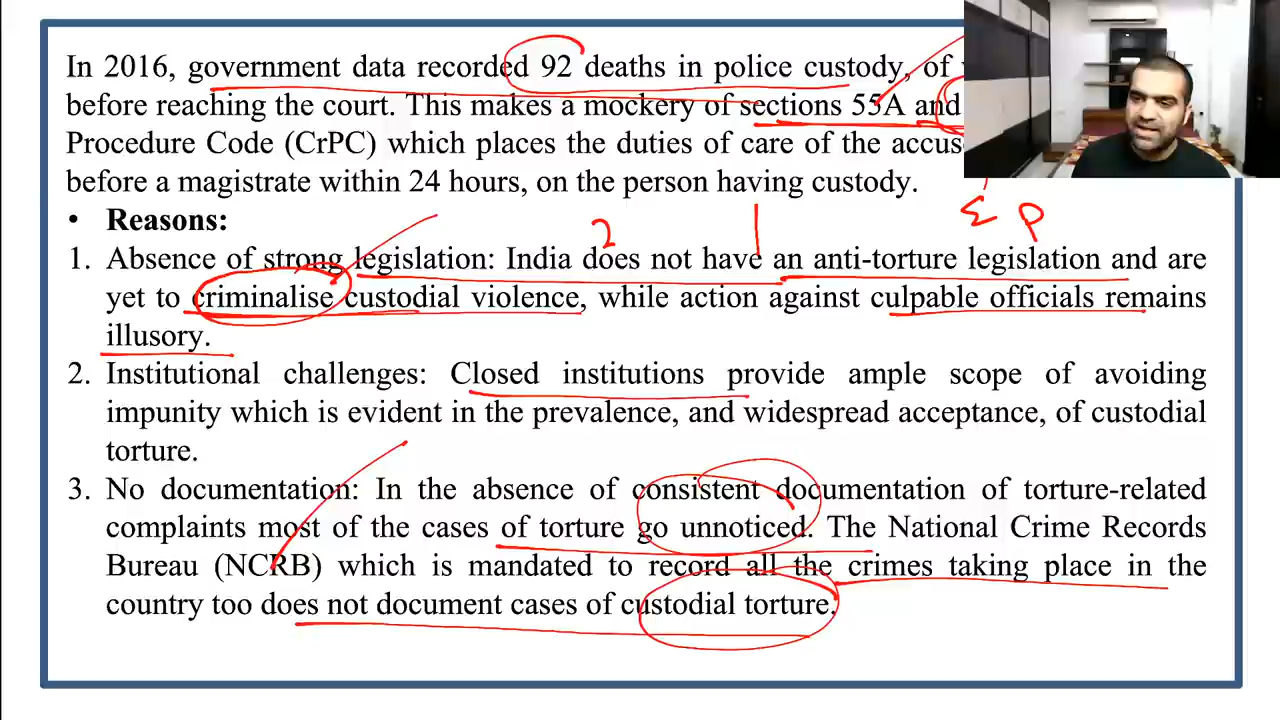 In 2016, government data recorded 92 deaths in police custody, of
before reaching the court. This makes a mockery of sections 55A and
Procedure Code (CrPC) which places the duties of care of the accuse
before a magistrate within 24 hours, on the person having custody.
Σ P
• Reasons:
2 1
1. Absence of strong legislation: India does not have an anti-torture legislation and are
yet to criminalise custodial violence, while action against culpable officials remains
illusory.
2. Institutional challenges: Closed institutions provide ample scope of avoiding
impunity which is evident in the prevalence, and widespread acceptance, of custodial
torture.
3. No documentation: In the absence of consistent documentation of torture-related
complaints most of the cases of torture go unnoticed. The National Crime Records
Bureau (NCRB) which is mandated to record all the crimes taking place in the
country too does not document cases of custodial torture.